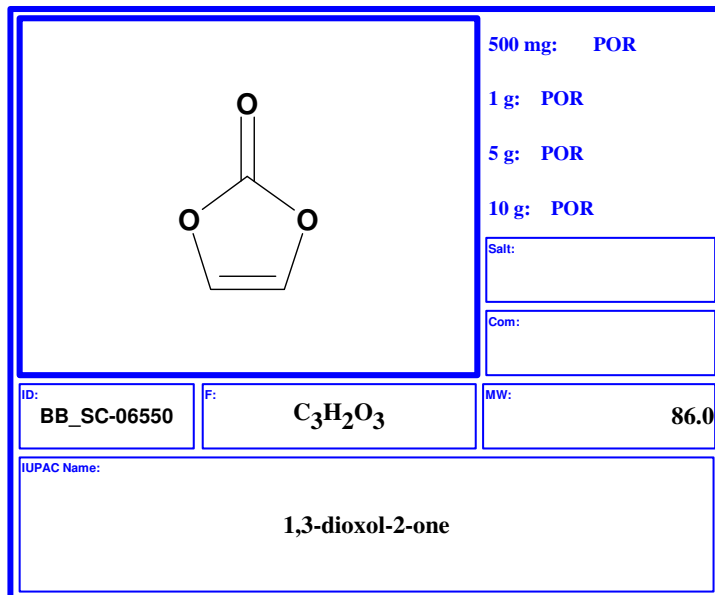 500 mg: POR
1 g: POR
5 g: POR
10 g: POR
O
O O
Salt:
Com:
ID:
BB_SC-06550
F:
C3H2O3
MW:
86.0
IUPAC Name:
1,3-dioxol-2-one